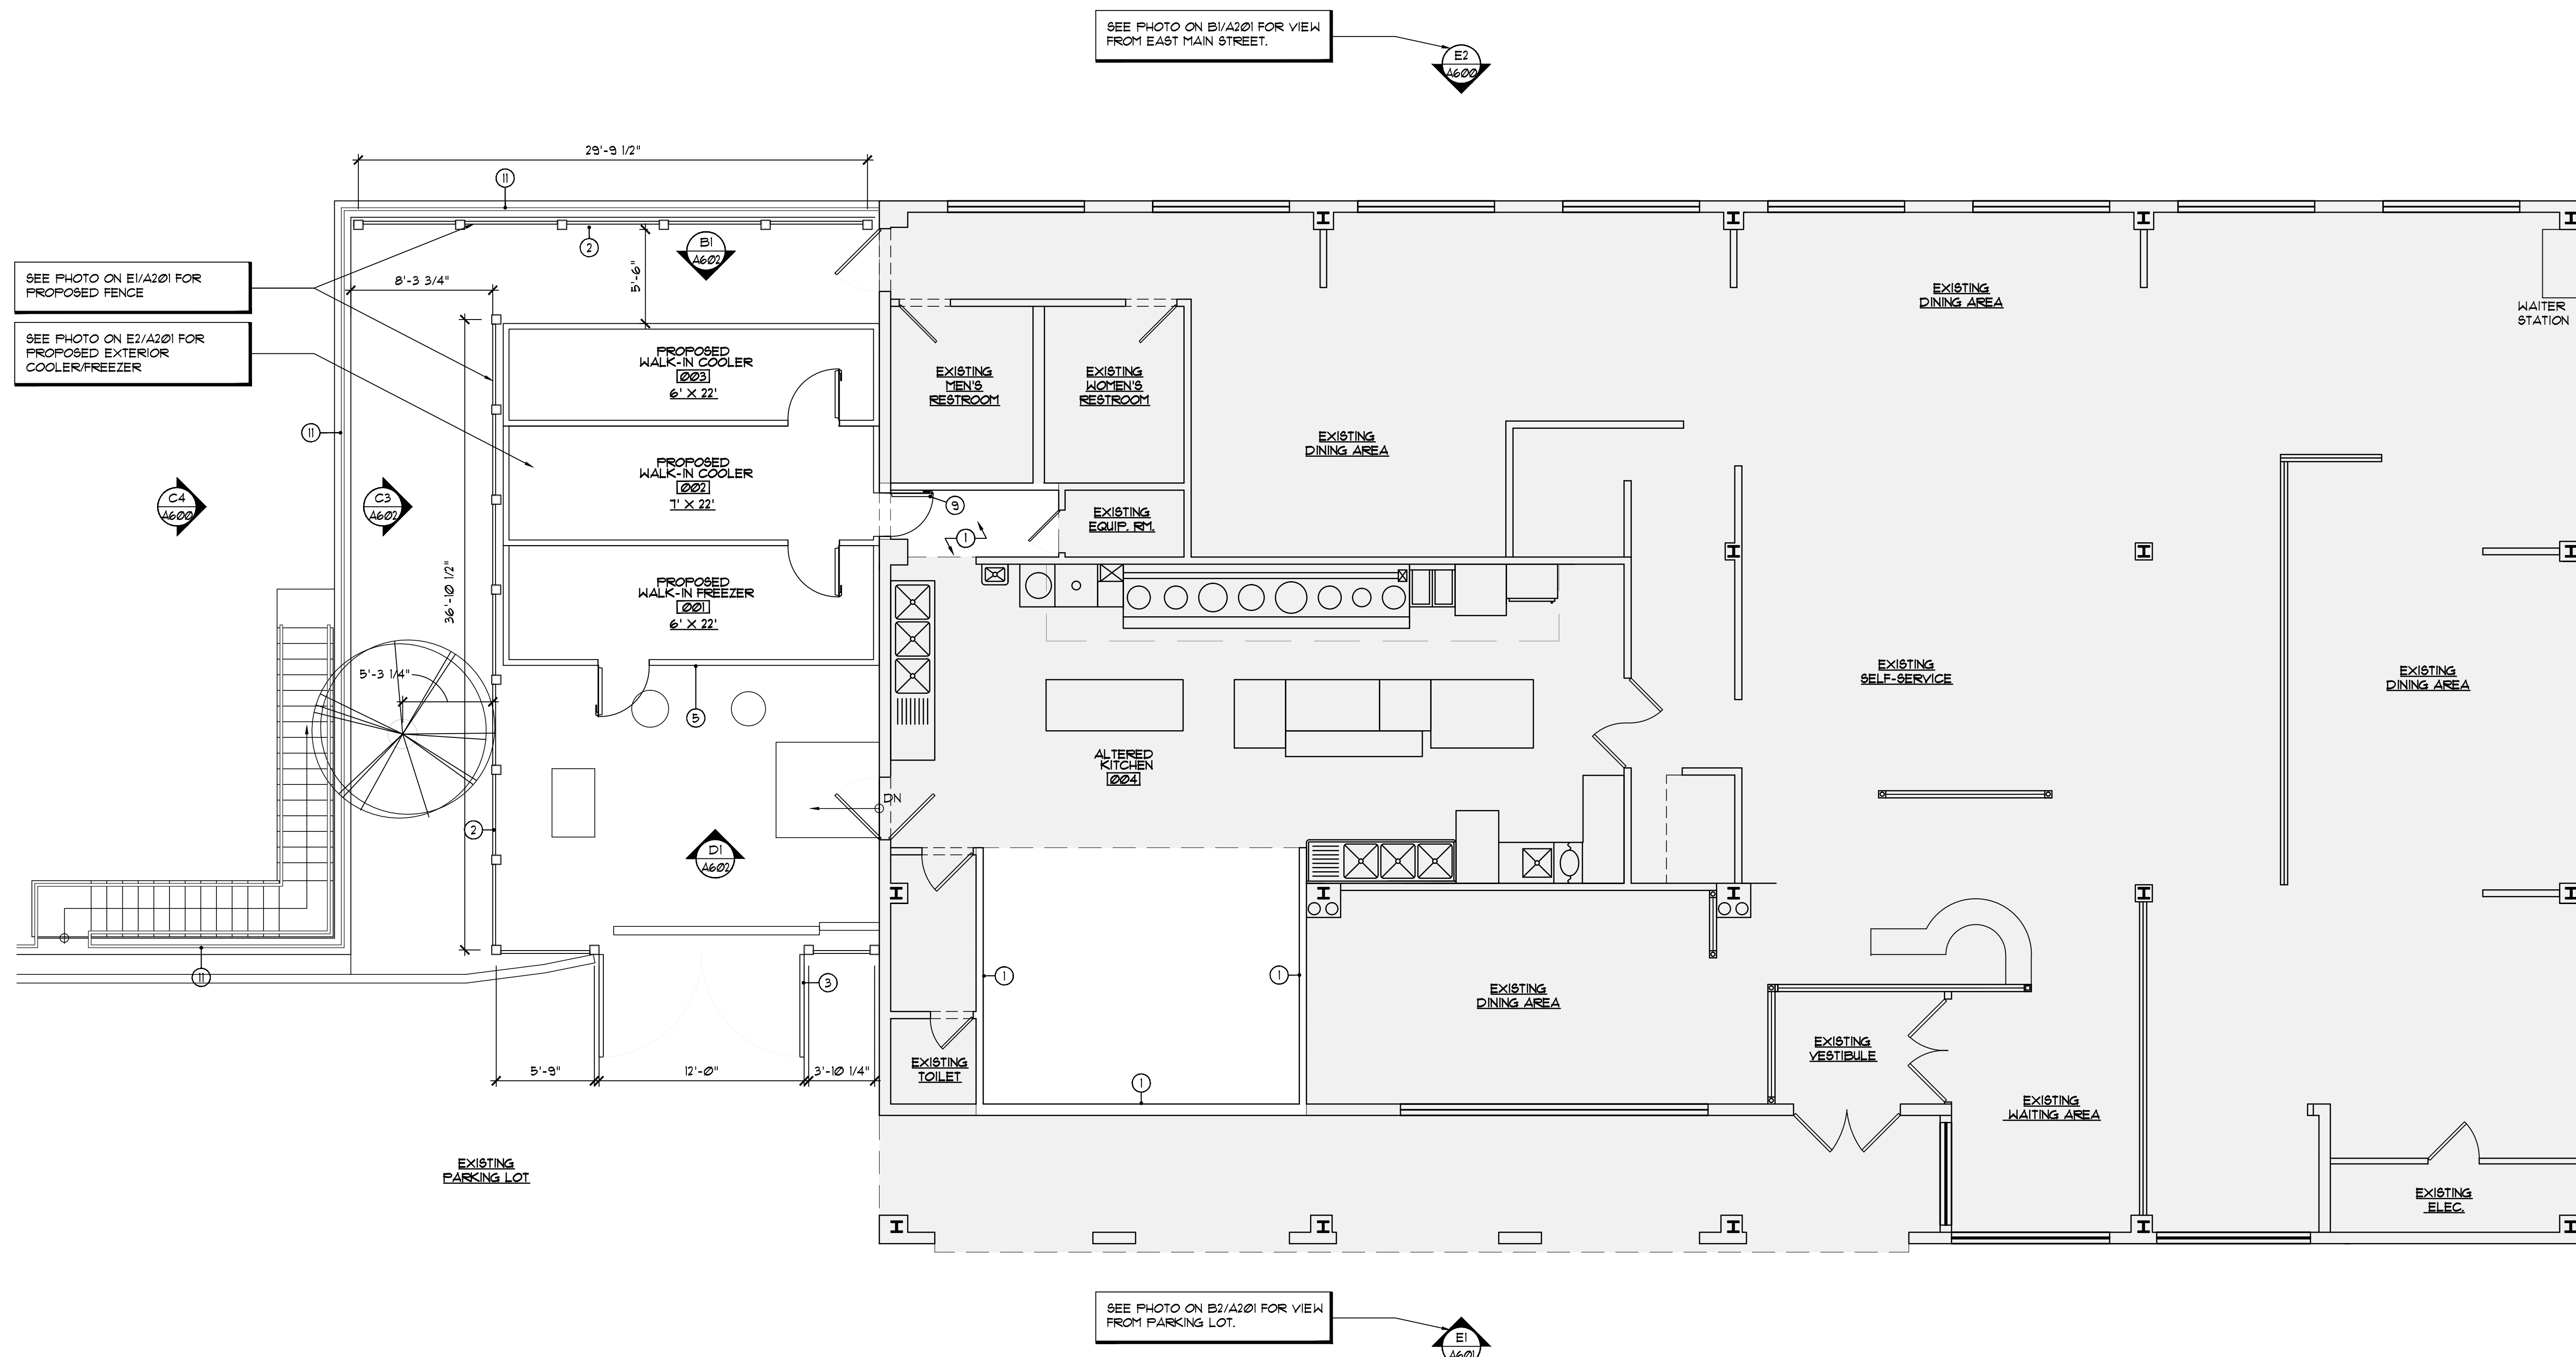 SEE PHOTO ON B1/A201 FOR VIEW
FROM EAST MAIN STREET.
E2
A600
29'-9 1/2"
11
2
B1
A602
5'-6"
8'-3 3/4"
SEE PHOTO ON E1/A201 FOR
PROPOSED FENCE
SEE PHOTO ON E2/A201 FOR
PROPOSED EXTERIOR
COOLER/FREEZER
PROPOSED
WALK-IN COOLER
003
6' X 22'
EXISTING
MEN'S
RESTROOM
EXISTING
WOMEN'S
RESTROOM
EXISTING
DINING AREA
EXISTING
DINING AREA
WAITER
STATION
11
C4
A600
C3
A602
PROPOSED
WALK-IN COOLER
002
7' X 22'
9
1
EXISTING
EQUIP. RM.
36'-10 1/2"
PROPOSED
WALK-IN FREEZER
001
6' X 22'
5'-3 1/4"
5
EXISTING
SELF-SERVICE
EXISTING
DINING AREA
ALTERED
KITCHEN
004
DN
2
D1
A602
11
3
1
1
EXISTING
DINING AREA
EXISTING
VESTIBULE
EXISTING
TOILET
5'-9"
12'-0"
3'-10 1/4"
1
EXISTING
WAITING AREA
EXISTING
PARKING LOT
EXISTING
ELEC.
SEE PHOTO ON B2/A201 FOR VIEW
FROM PARKING LOT.
E1
A601